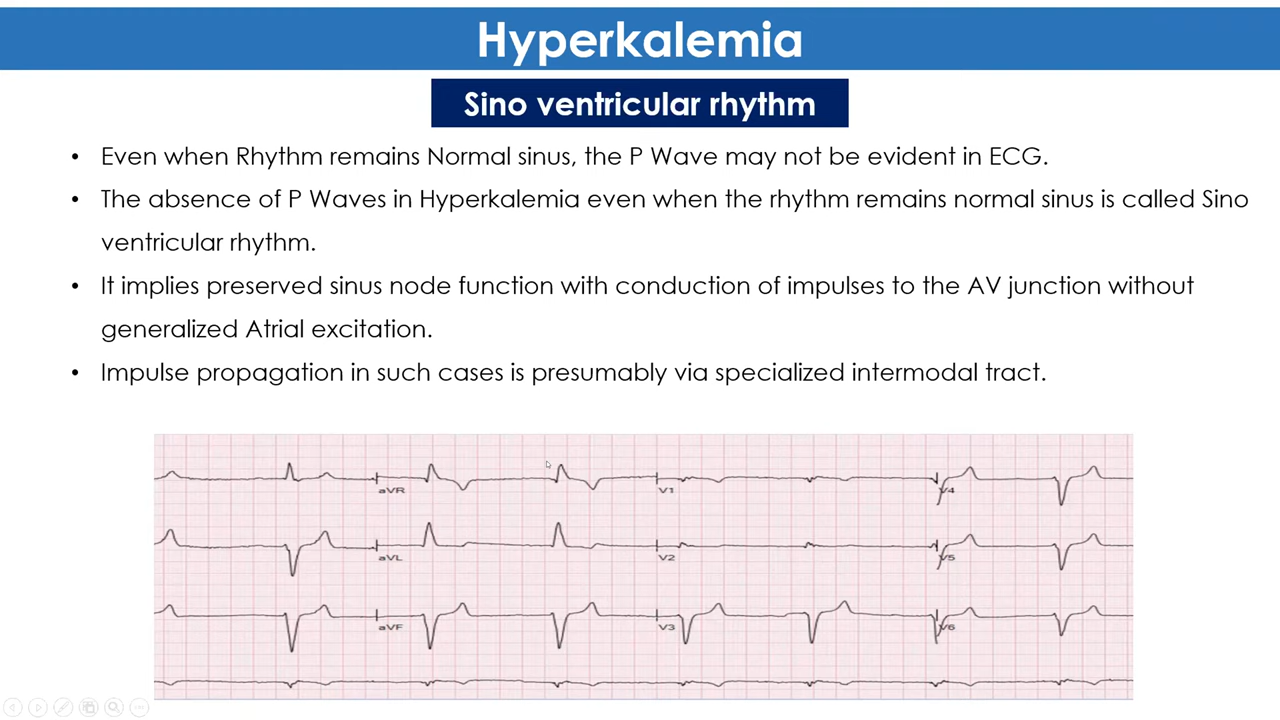 Hyperkalemia
Sino ventricular rhythm
• Even when Rhythm remains Normal sinus, the P Wave may not be evident in ECG.
• The absence of P Waves in Hyperkalemia even when the rhythm remains normal sinus is called Sino
ventricular rhythm.
• It implies preserved sinus node function with conduction of impulses to the AV junction without
generalized Atrial excitation.
• Impulse propagation in such cases is presumably via specialized intermodal tract.
aVR V1 V4
aVL V2 V5
aVF V3 V6